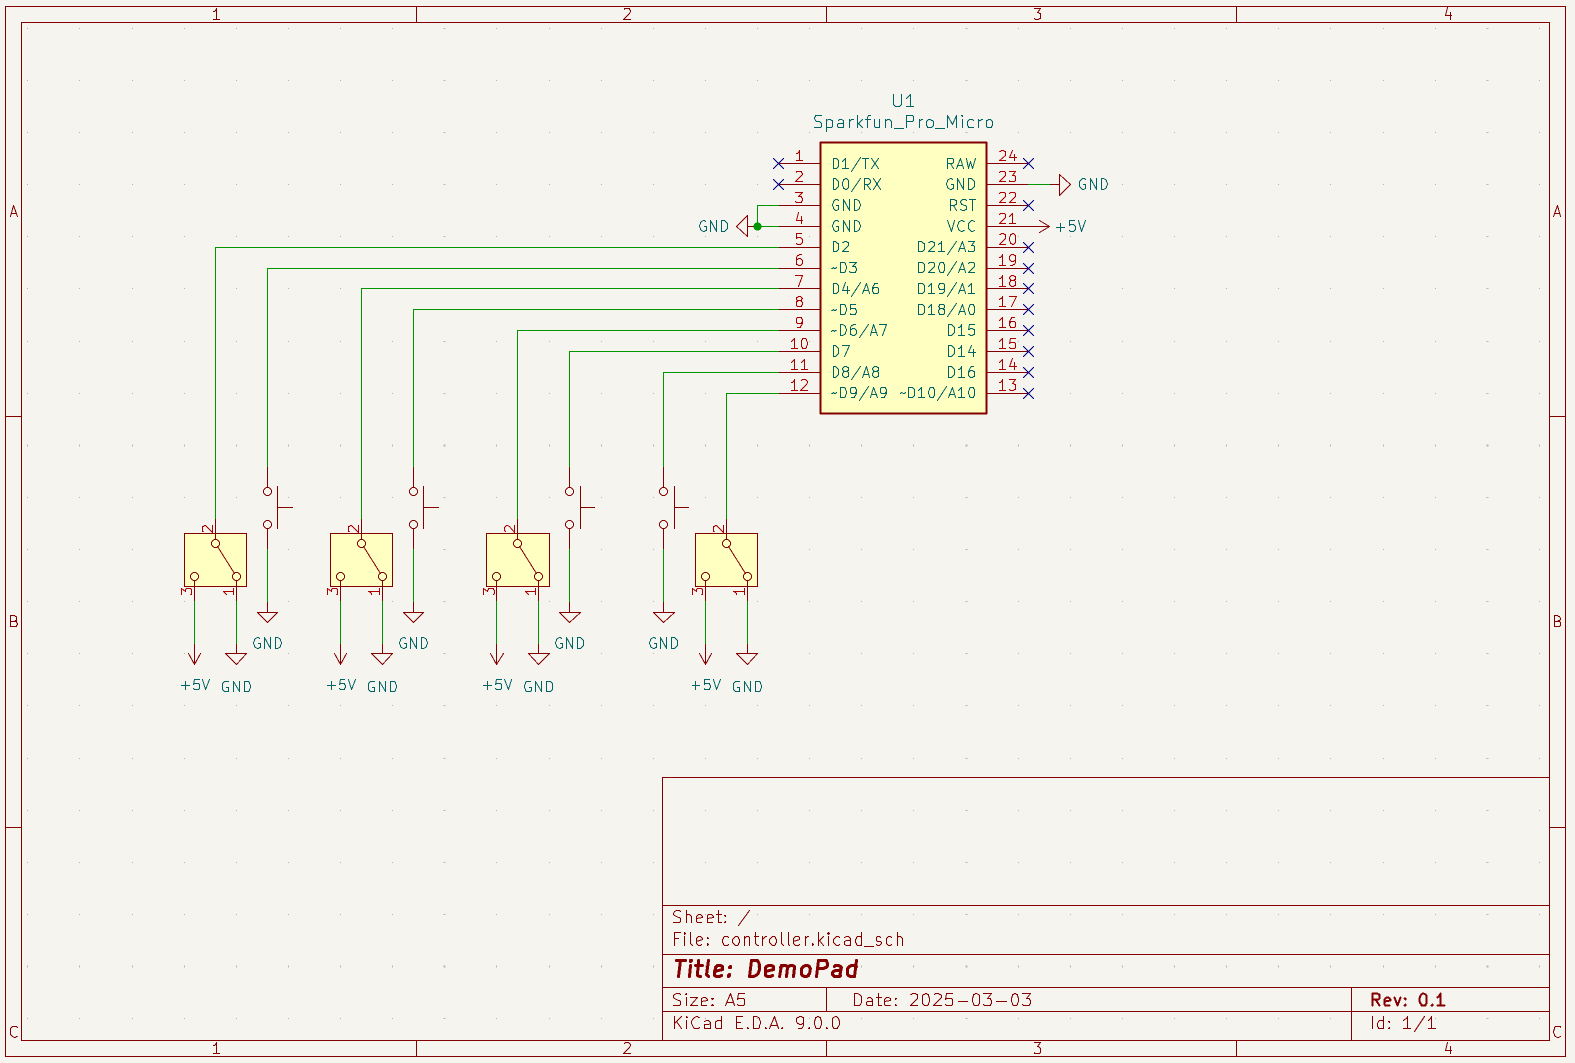 1 2 3 4
U1
Sparkfun_Pro_Micro
1 D1/TX RAW 24
2 D0/RX GND 23 GND
A 3 GND RST 22 A
GND 4 GND VCC 21 +5V
5 D2 D21/A3 20
6 ~D3 D20/A2 19
7 D4/A6 D19/A1 18
8 ~D5 D18/A0 17
9 ~D6/A7 D15 16
10 D7 D14 15
11 D8/A8 D16 14
12 ~D9/A9 ~D10/A10 13
2 2 2 2
3 1 3 1 3 1 3 1
B B
GND GND GND GND
+5V GND +5V GND +5V GND +5V GND
Sheet: /
File: controller.kicad_sch
Title: DemoPad
Size: A5 Date: 2025-03-03 Rev: 0.1
KiCad E.D.A. 9.0.0 Id: 1/1
C C
1 2 3 4